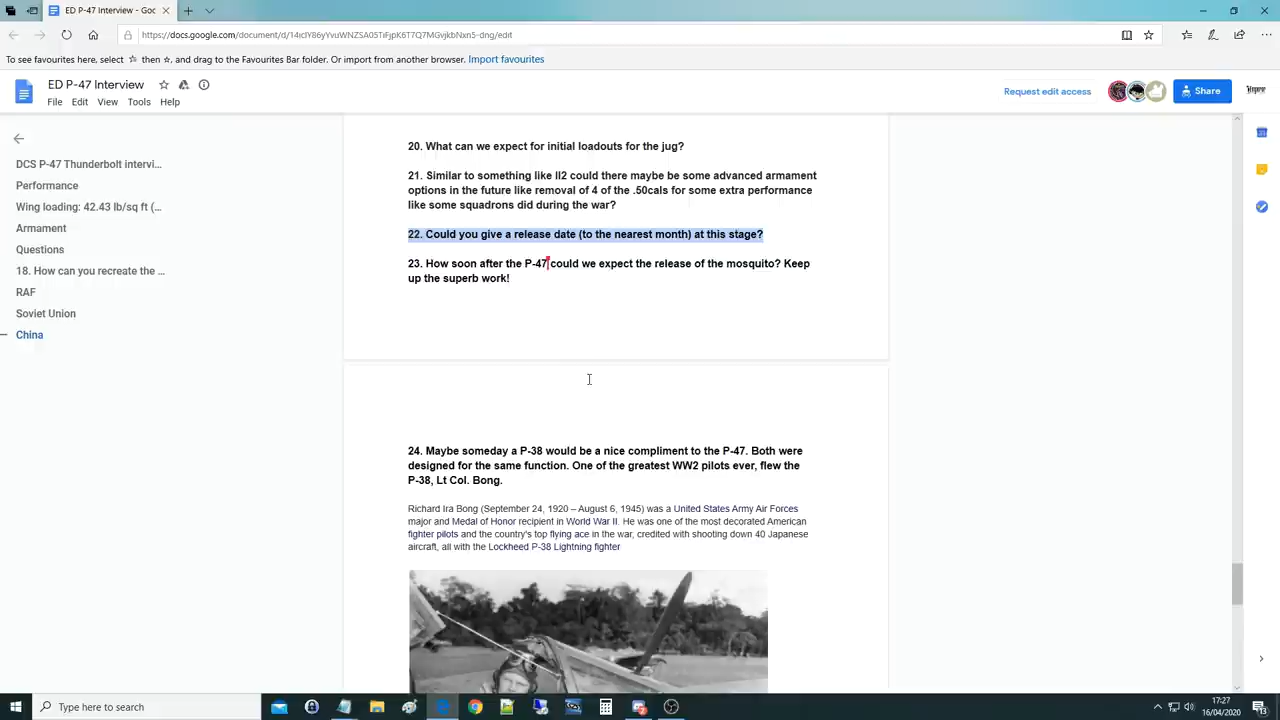 ED P-47 Interview - Goc
https://docs.google.com/document/d/14icIY86yYvuWNZSA05TiFjpK6T7Q7MGvjkbNxn5-dng/edit
To see favourites here, select ☆ then ☆, and drag to the Favourites Bar folder. Or import from another browser. Import favourites
ED P-47 Interview
File Edit View Tools Help
Request edit access
Share
DCS P-47 Thunderbolt intervi...
Performance
Wing loading: 42.43 lb/sq ft (...
Armament
Questions
18. How can you recreate the ...
RAF
Soviet Union
China
20. What can we expect for initial loadouts for the jug?
21. Similar to something like Il2 could there maybe be some advanced armament
options in the future like removal of 4 of the .50cals for some extra performance
like some squadrons did during the war?
22. Could you give a release date (to the nearest month) at this stage?
23. How soon after the P-47 could we expect the release of the mosquito? Keep
up the superb work!
24. Maybe someday a P-38 would be a nice compliment to the P-47. Both were
designed for the same function. One of the greatest WW2 pilots ever, flew the
P-38, Lt Col. Bong.
Richard Ira Bong (September 24, 1920 – August 6, 1945) was a United States Army Air Forces
major and Medal of Honor recipient in World War II. He was one of the most decorated American
fighter pilots and the country's top flying ace in the war, credited with shooting down 40 Japanese
aircraft, all with the Lockheed P-38 Lightning fighter
Type here to search
17:27
16/04/2020